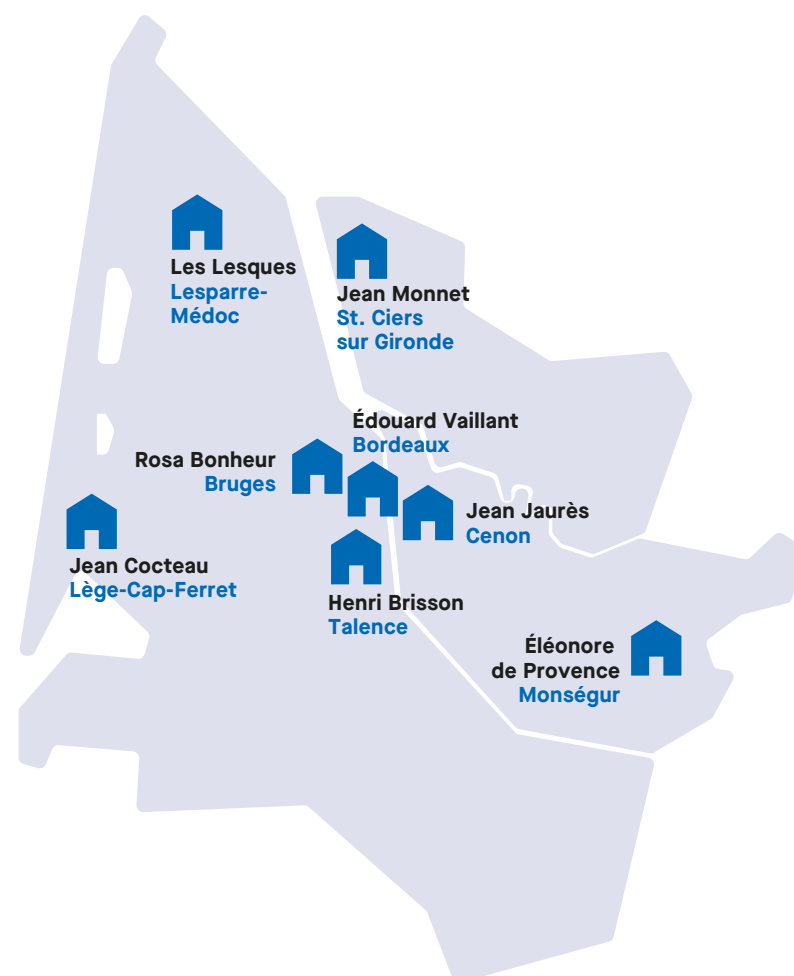 Les Lesques
Lesparre-
Médoc
Jean Monnet
St. Ciers
sur Gironde
Édouard Vaillant
Bordeaux
Rosa Bonheur
Bruges
Jean Jaurès
Cenon
Jean Cocteau
Lège-Cap-Ferret
Henri Brisson
Talence
Éléonore
de Provence
Monségur